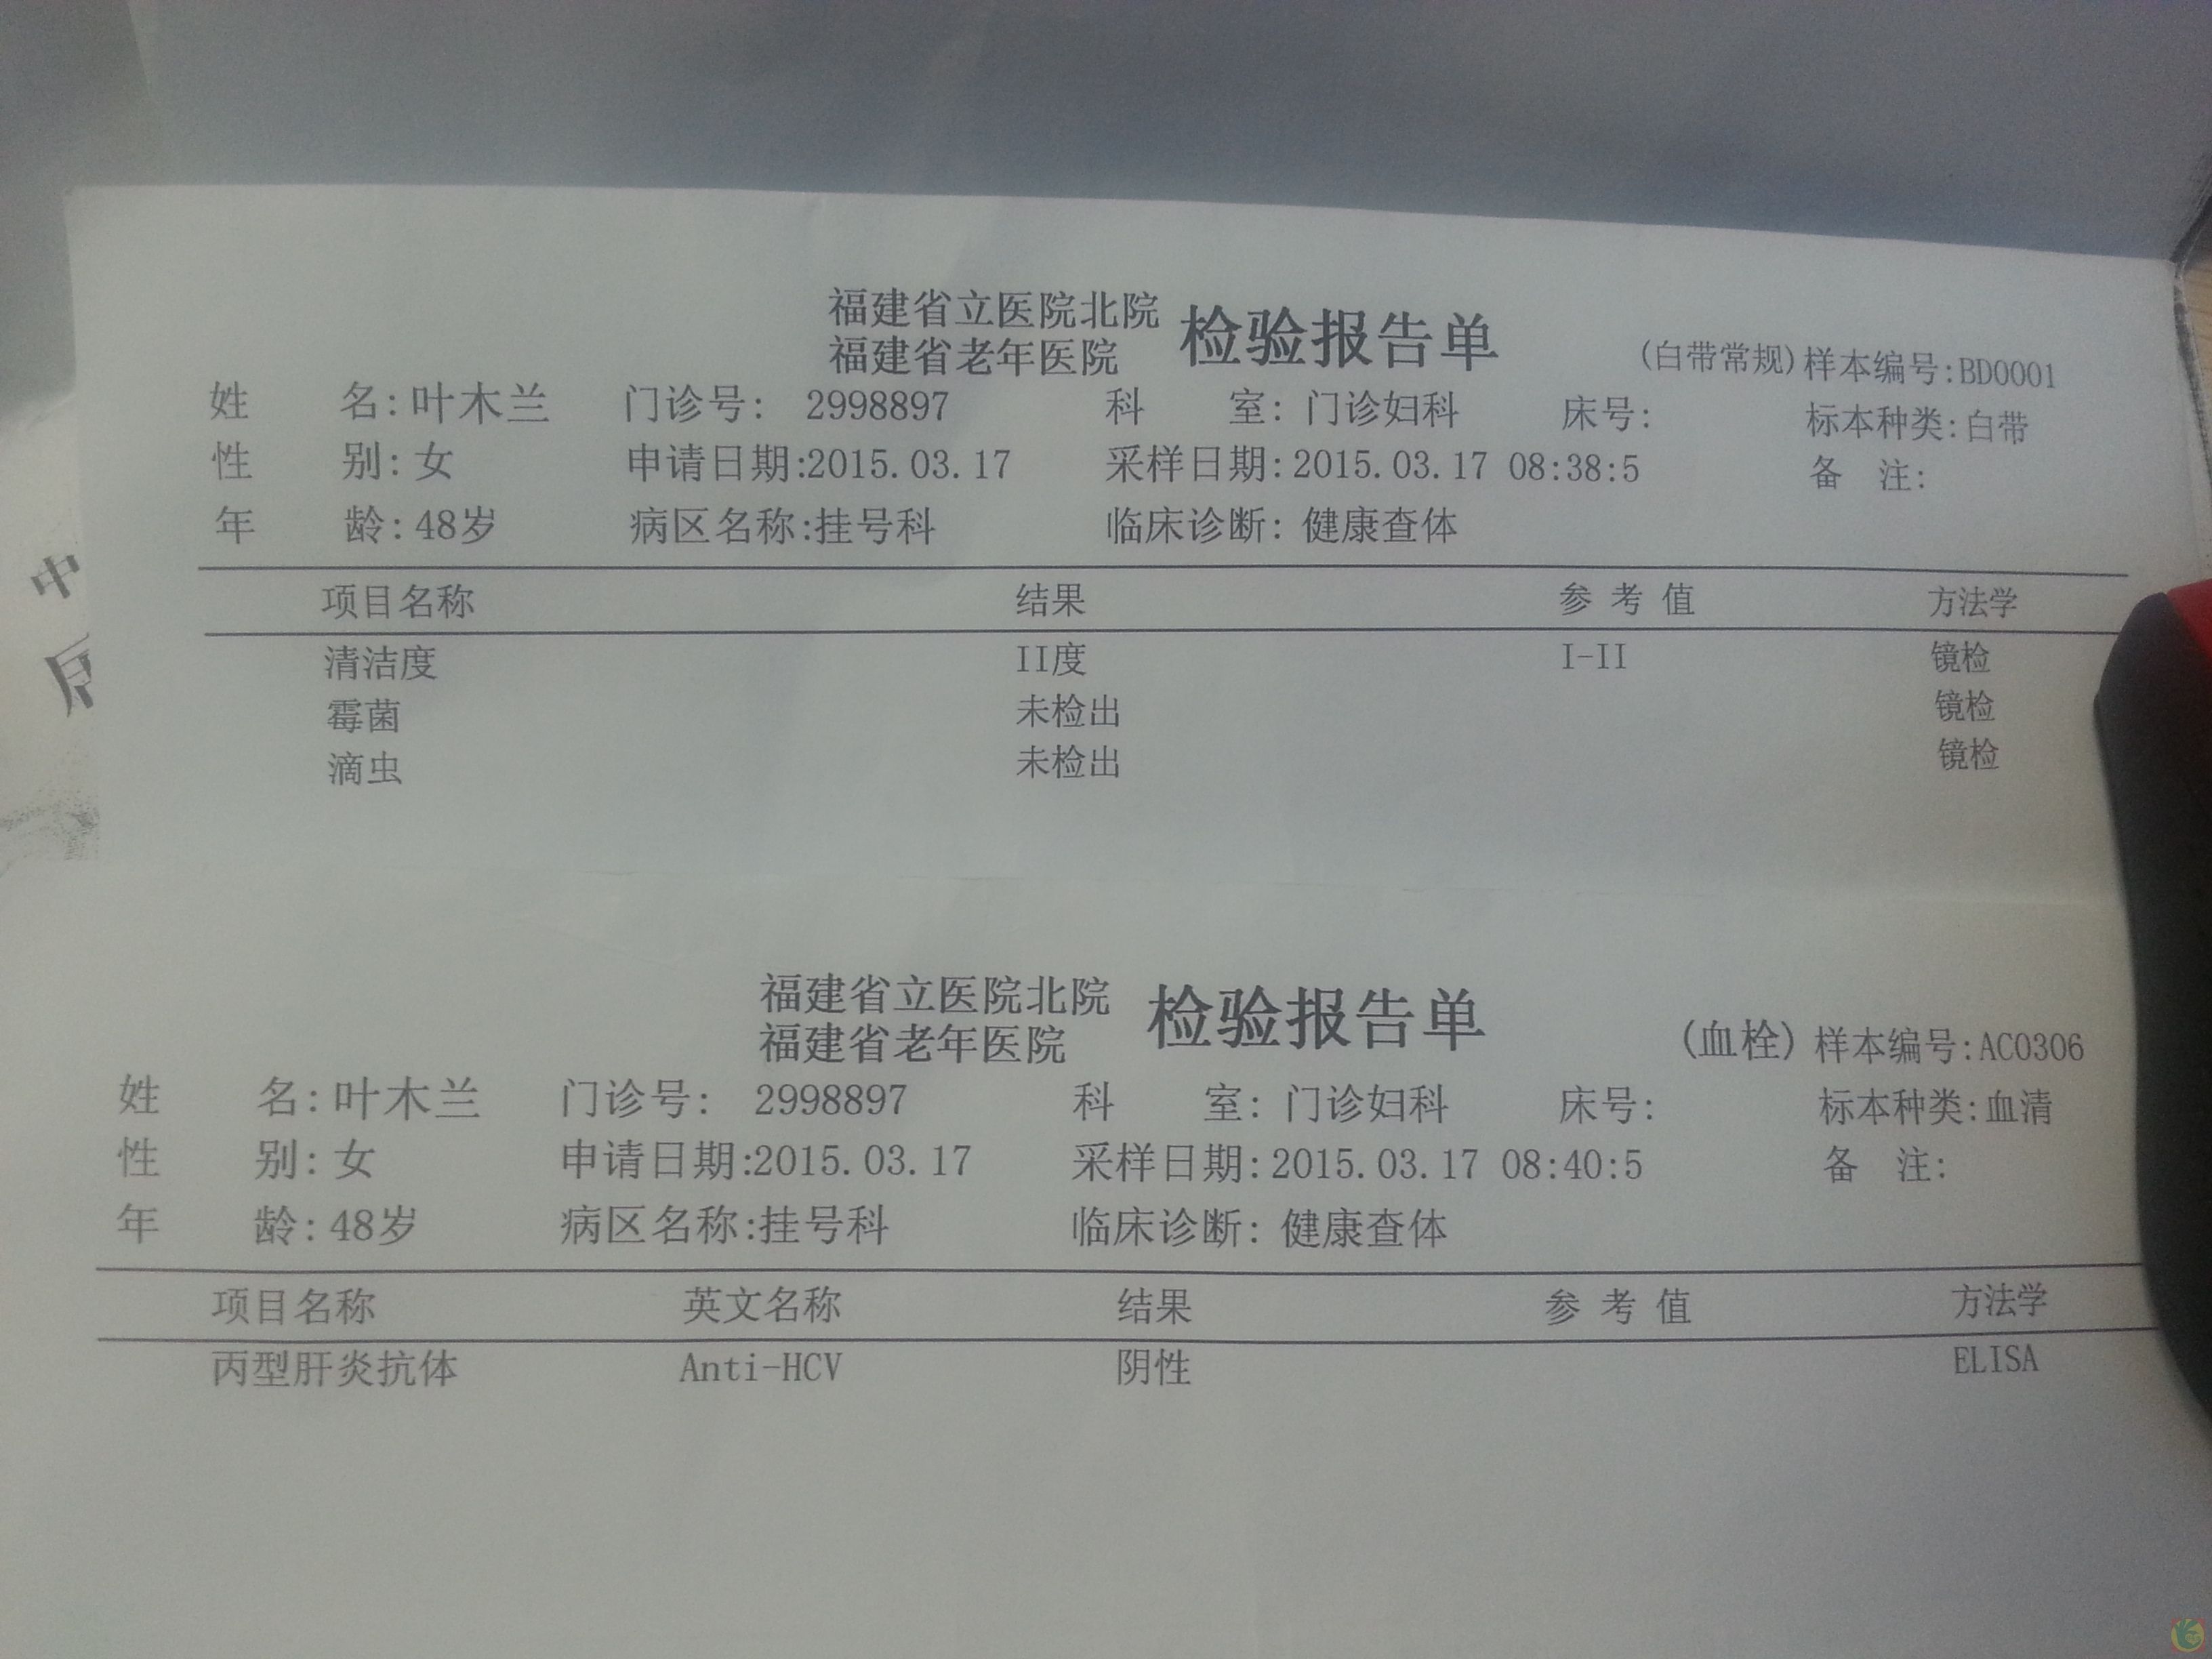 福建省立医院北院
福建省老年医院
检验报告单
(白带常规) 样本编号:BD0001
姓 名: 叶木兰 门诊号: 2998897 科 室: 门诊妇科 床号: 标本种类: 白带
性 别: 女 申请日期:2015.03.17 采样日期: 2015.03.17 08:38:5 备 注:
年 龄: 48岁 病区名称:挂号科 临床诊断: 健康查体
项目名称 结果 参 考 值 方法学
清洁度 II度 I-II 镜检
霉菌 未检出 镜检
滴虫 未检出 镜检
中
福建省立医院北院
福建省老年医院
检验报告单
(血栓) 样本编号:AC0306
姓 名: 叶木兰 门诊号: 2998897 科 室: 门诊妇科 床号: 标本种类:血清
性 别: 女 申请日期:2015.03.17 采样日期: 2015.03.17 08:40:5 备 注:
年 龄: 48岁 病区名称:挂号科 临床诊断: 健康查体
项目名称 英文名称 结果 参 考 值 方法学
丙型肝炎抗体 Anti-HCV 阴性 ELISA